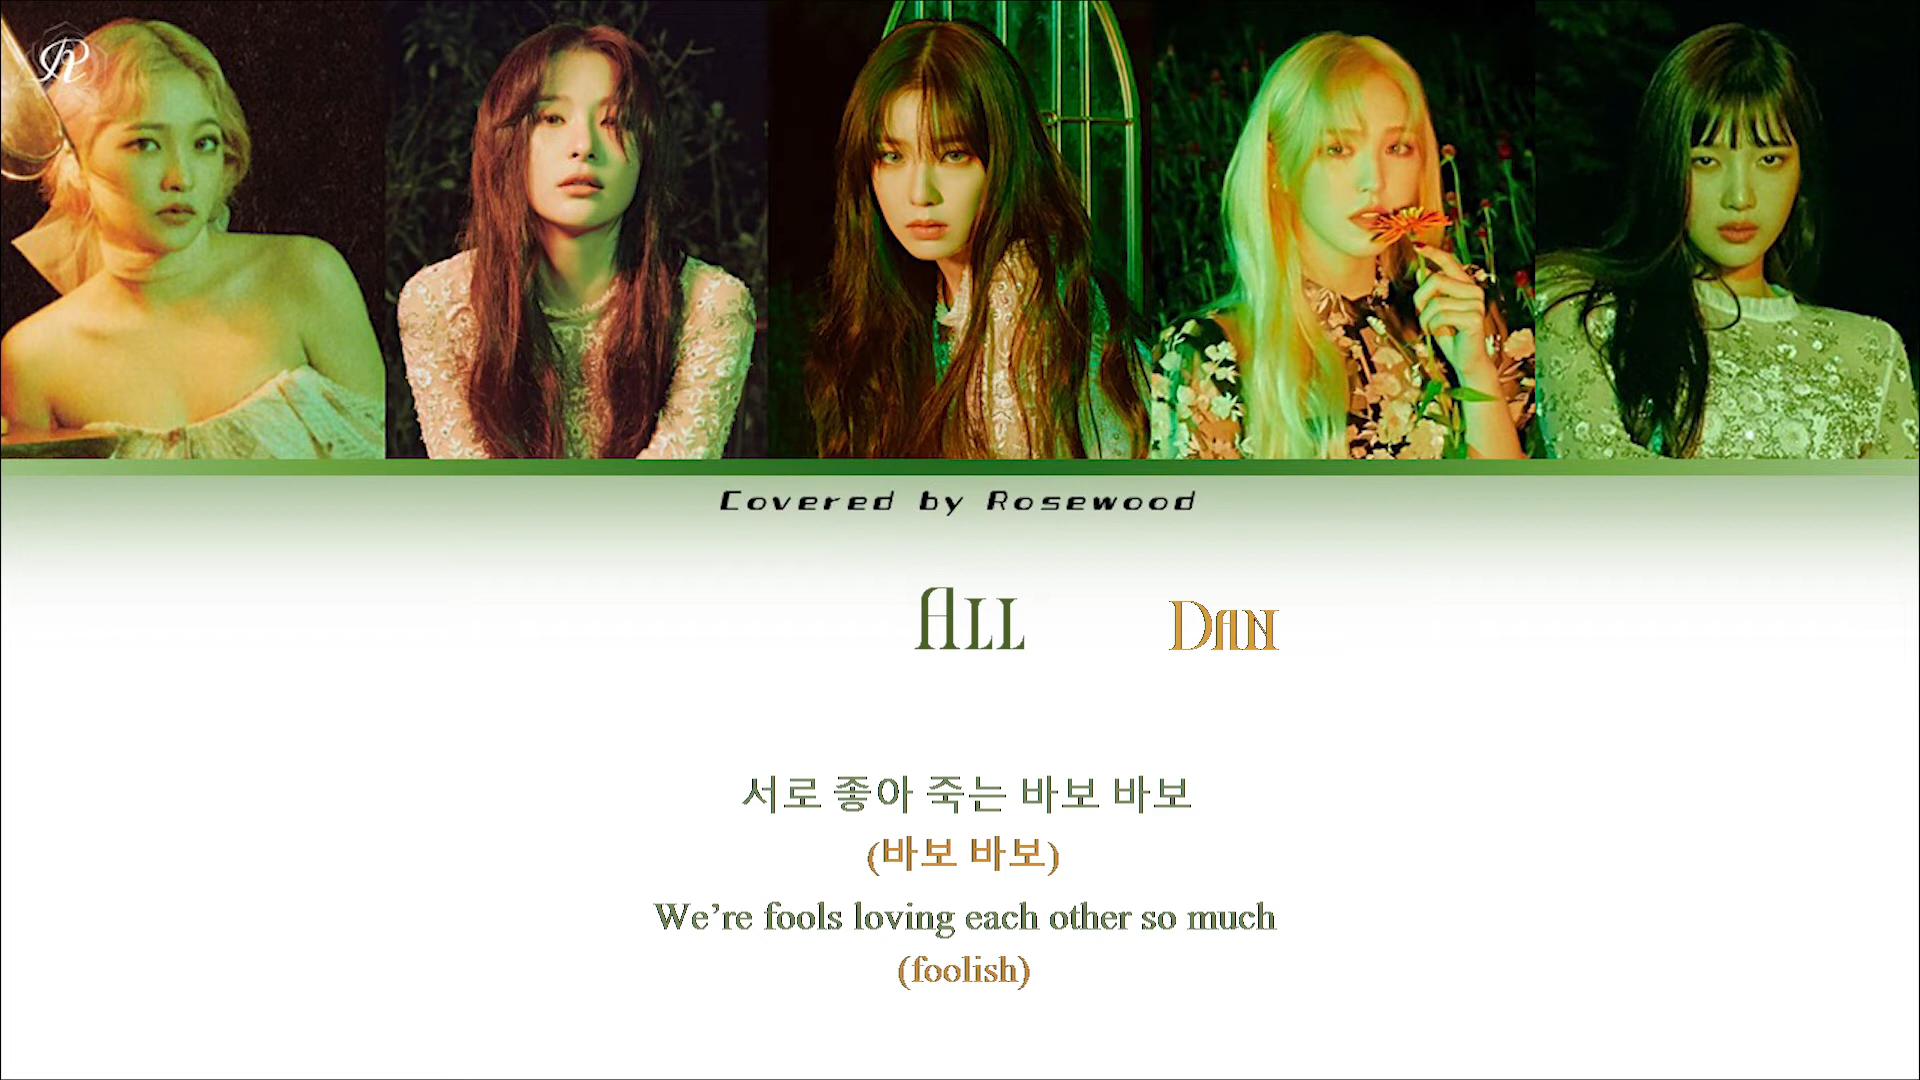 R
Covered by Rosewood
All Dan
서로 좋아 죽는 바보 바보
(바보 바보)
We're fools loving each other so much
(foolish)